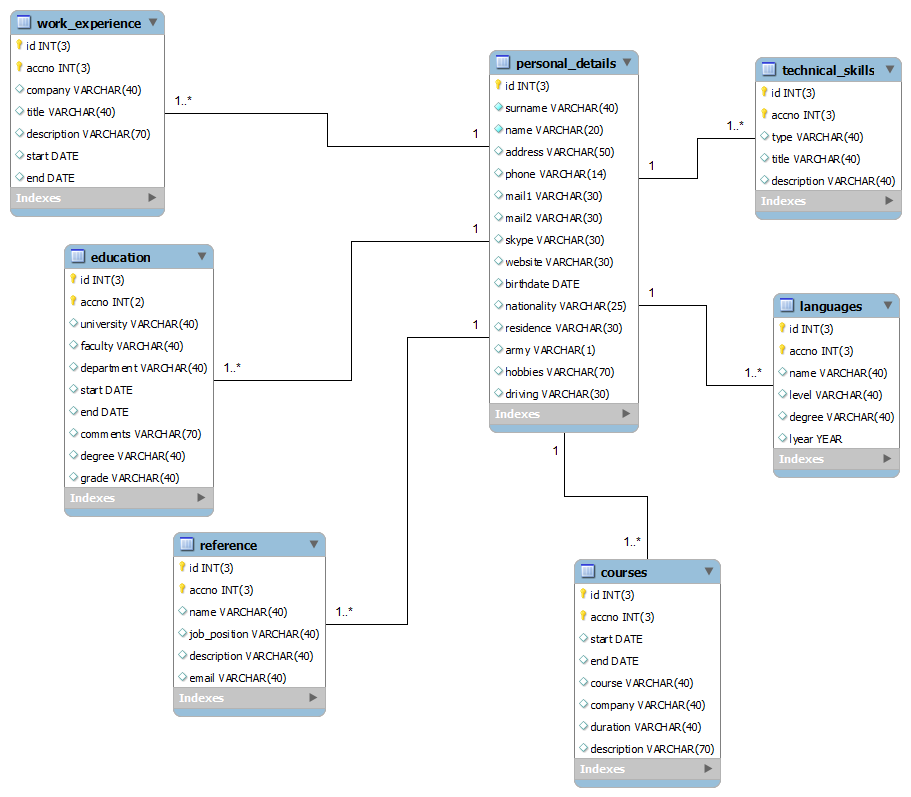 work_experience
id INT(3)
accno INT(3)
company VARCHAR(40)
title VARCHAR(40)
description VARCHAR(70)
start DATE
end DATE
Indexes
1..*
1
personal_details
id INT(3)
surname VARCHAR(40)
name VARCHAR(20)
address VARCHAR(50)
phone VARCHAR(14)
mail1 VARCHAR(30)
mail2 VARCHAR(30)
skype VARCHAR(30)
website VARCHAR(30)
birthdate DATE
nationality VARCHAR(25)
residence VARCHAR(30)
army VARCHAR(1)
hobbies VARCHAR(70)
driving VARCHAR(30)
Indexes
1
1..*
technical_skills
id INT(3)
accno INT(3)
type VARCHAR(40)
title VARCHAR(40)
description VARCHAR(40)
Indexes
education
id INT(3)
accno INT(2)
university VARCHAR(40)
faculty VARCHAR(40)
department VARCHAR(40)
start DATE
end DATE
comments VARCHAR(70)
degree VARCHAR(40)
grade VARCHAR(40)
Indexes
1..*
1
1
1..*
languages
id INT(3)
accno INT(3)
name VARCHAR(40)
level VARCHAR(40)
degree VARCHAR(40)
lyear YEAR
Indexes
reference
id INT(3)
accno INT(3)
name VARCHAR(40)
job_position VARCHAR(40)
description VARCHAR(40)
email VARCHAR(40)
Indexes
1..*
1
1
1..*
courses
id INT(3)
accno INT(3)
start DATE
end DATE
course VARCHAR(40)
company VARCHAR(40)
duration VARCHAR(40)
description VARCHAR(70)
Indexes